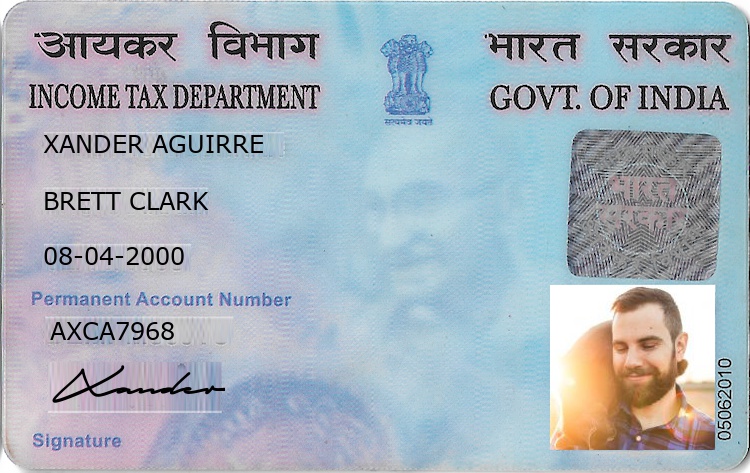 आयकर विभाग
INCOME TAX DEPARTMENT
भारत सरकार
GOVT. OF INDIA
सत्यमेव जयते
XANDER AGUIRRE
BRETT CLARK
08-04-2000
भारत
सरकार
Permanent Account Number
AXCA7968
Xander
Signature
05062010